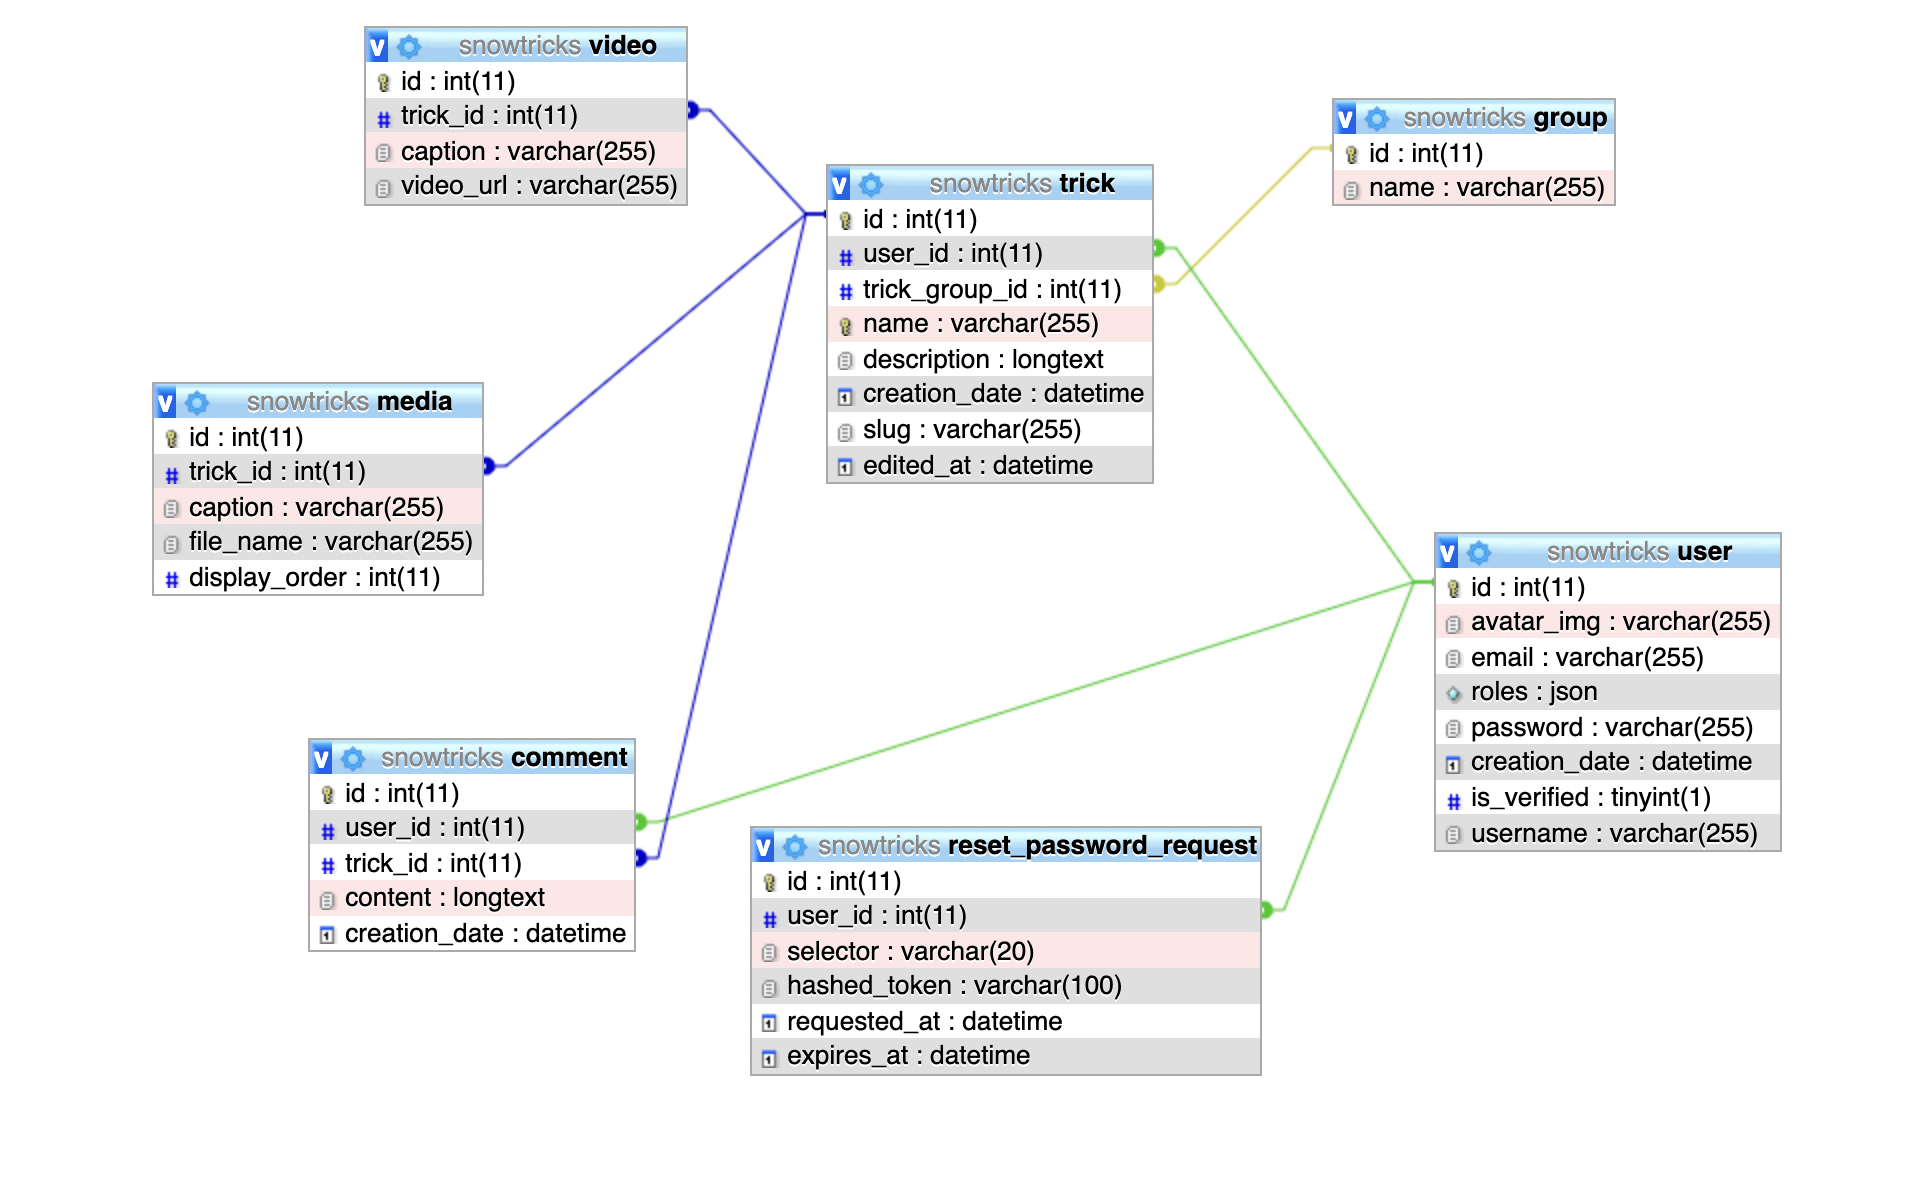 v snowtricks video
id : int(11)
# trick_id : int(11)
caption : varchar(255)
video_url : varchar(255)
v snowtricks group
id : int(11)
name : varchar(255)
v snowtricks trick
id : int(11)
# user_id : int(11)
# trick_group_id : int(11)
name : varchar(255)
description : longtext
creation_date : datetime
slug : varchar(255)
edited_at : datetime
v snowtricks media
id : int(11)
# trick_id : int(11)
caption : varchar(255)
file_name : varchar(255)
# display_order : int(11)
v snowtricks user
id : int(11)
avatar_img : varchar(255)
email : varchar(255)
roles : json
password : varchar(255)
creation_date : datetime
# is_verified : tinyint(1)
username : varchar(255)
v snowtricks comment
id : int(11)
# user_id : int(11)
# trick_id : int(11)
content : longtext
creation_date : datetime
v snowtricks reset_password_request
id : int(11)
# user_id : int(11)
selector : varchar(20)
hashed_token : varchar(100)
requested_at : datetime
expires_at : datetime